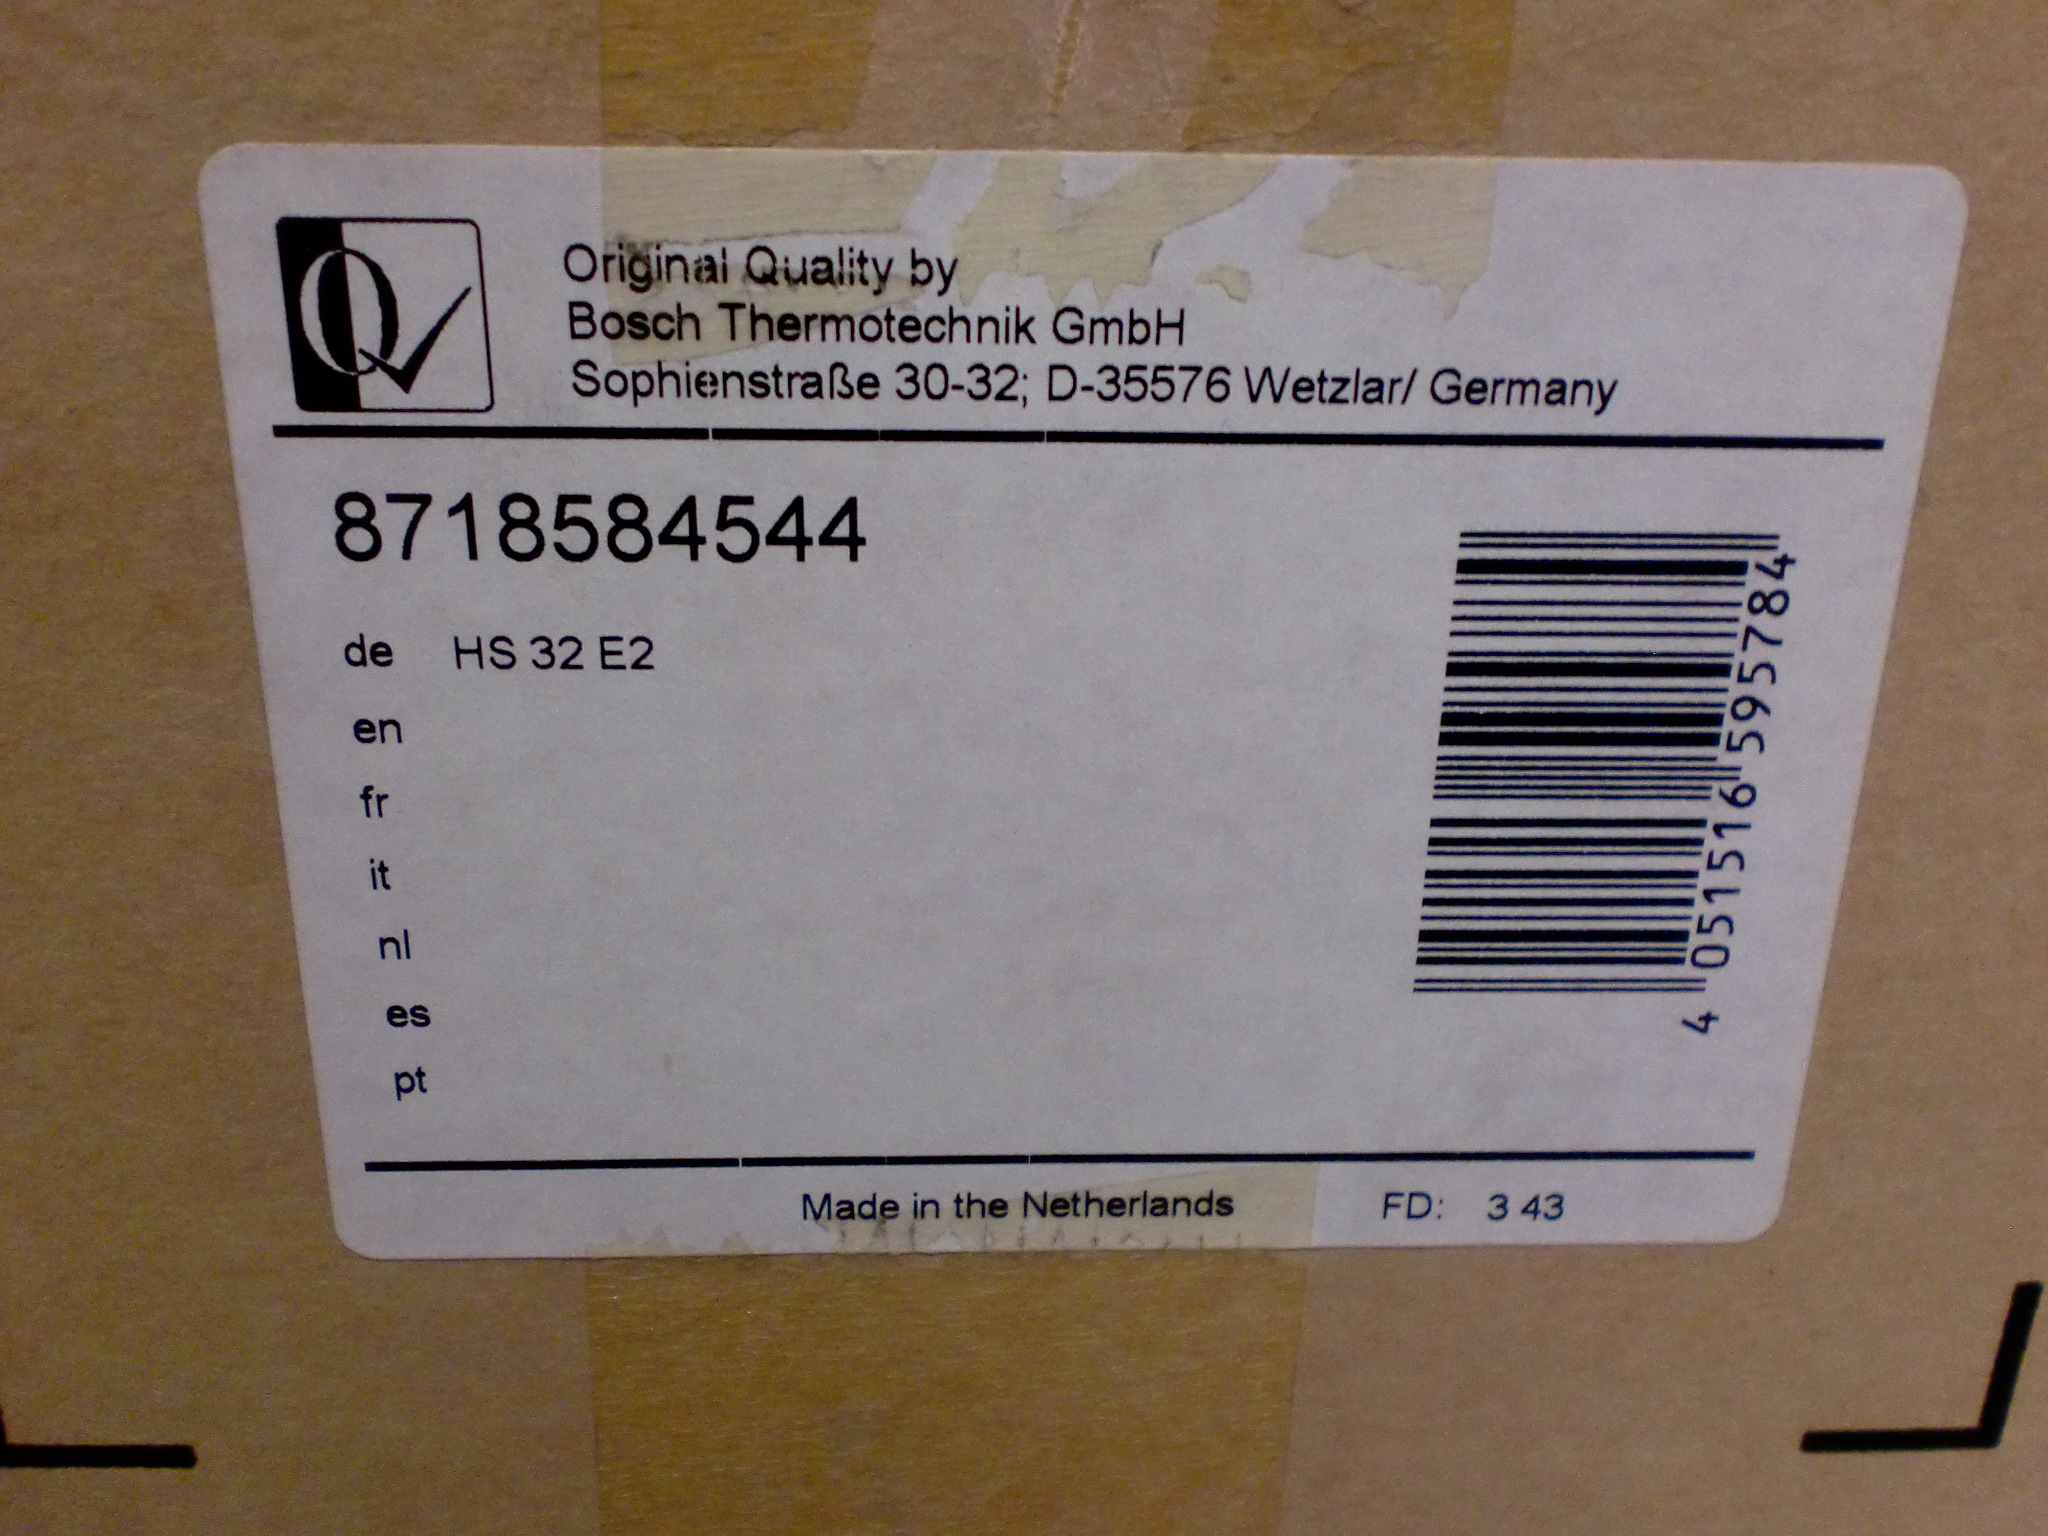 Q
Original Quality by
Bosch Thermotechnik GmbH
Sophienstraße 30-32; D-35576 Wetzlar/ Germany
8718584544
de HS 32 E2
en
fr
it
nl
es
pt
4 051516 595784
Made in the Netherlands FD: 3 43